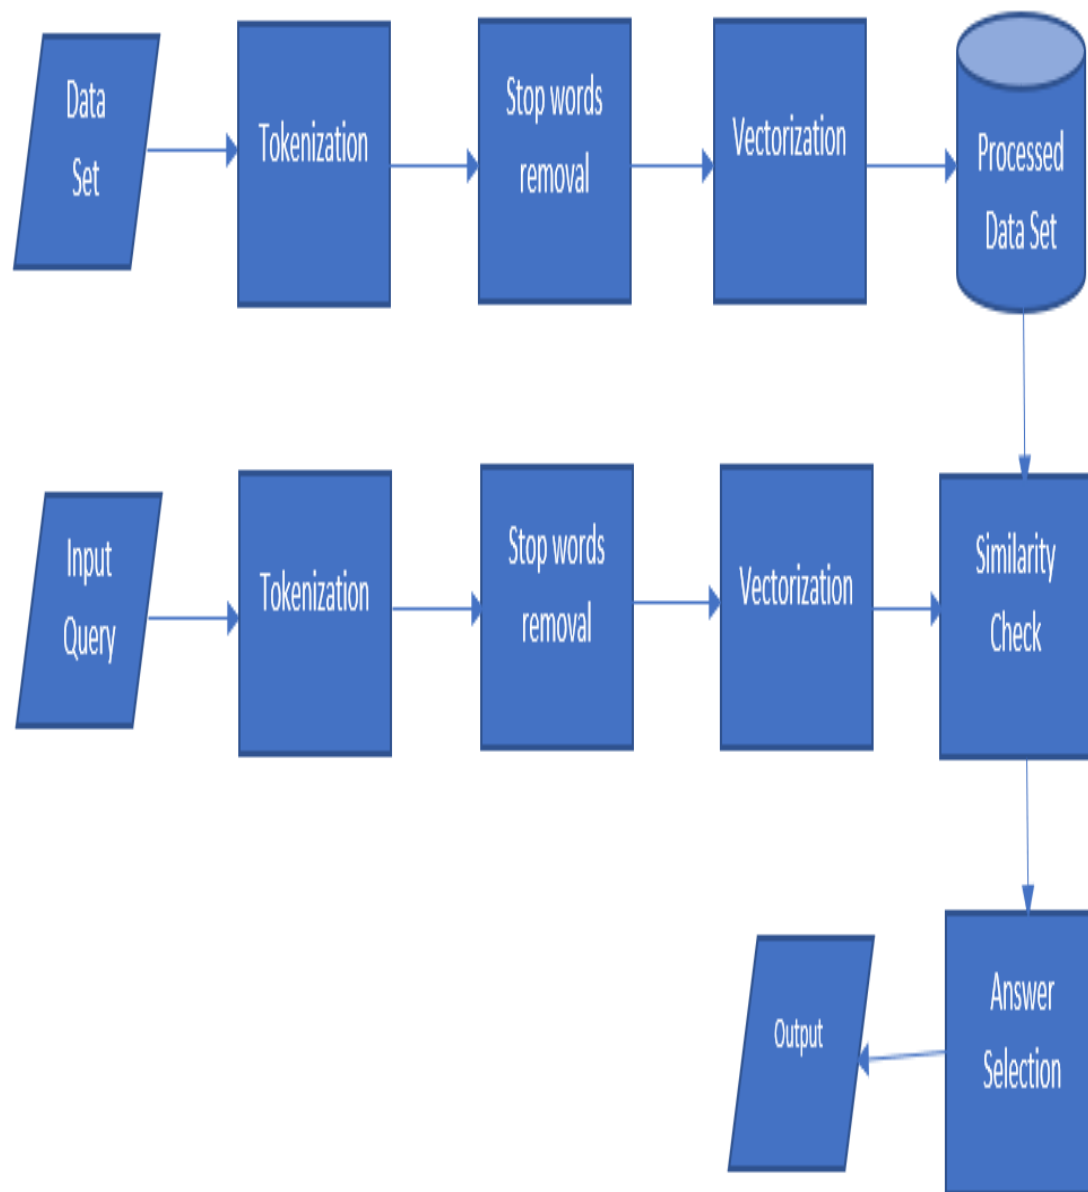 Data
Set
Tokenization
Stop words
removal
Vectorization
Processed
Data Set
Input
Query
Tokenization
Stop words
removal
Vectorization
Similarity
Check
Output
Answer
Selection